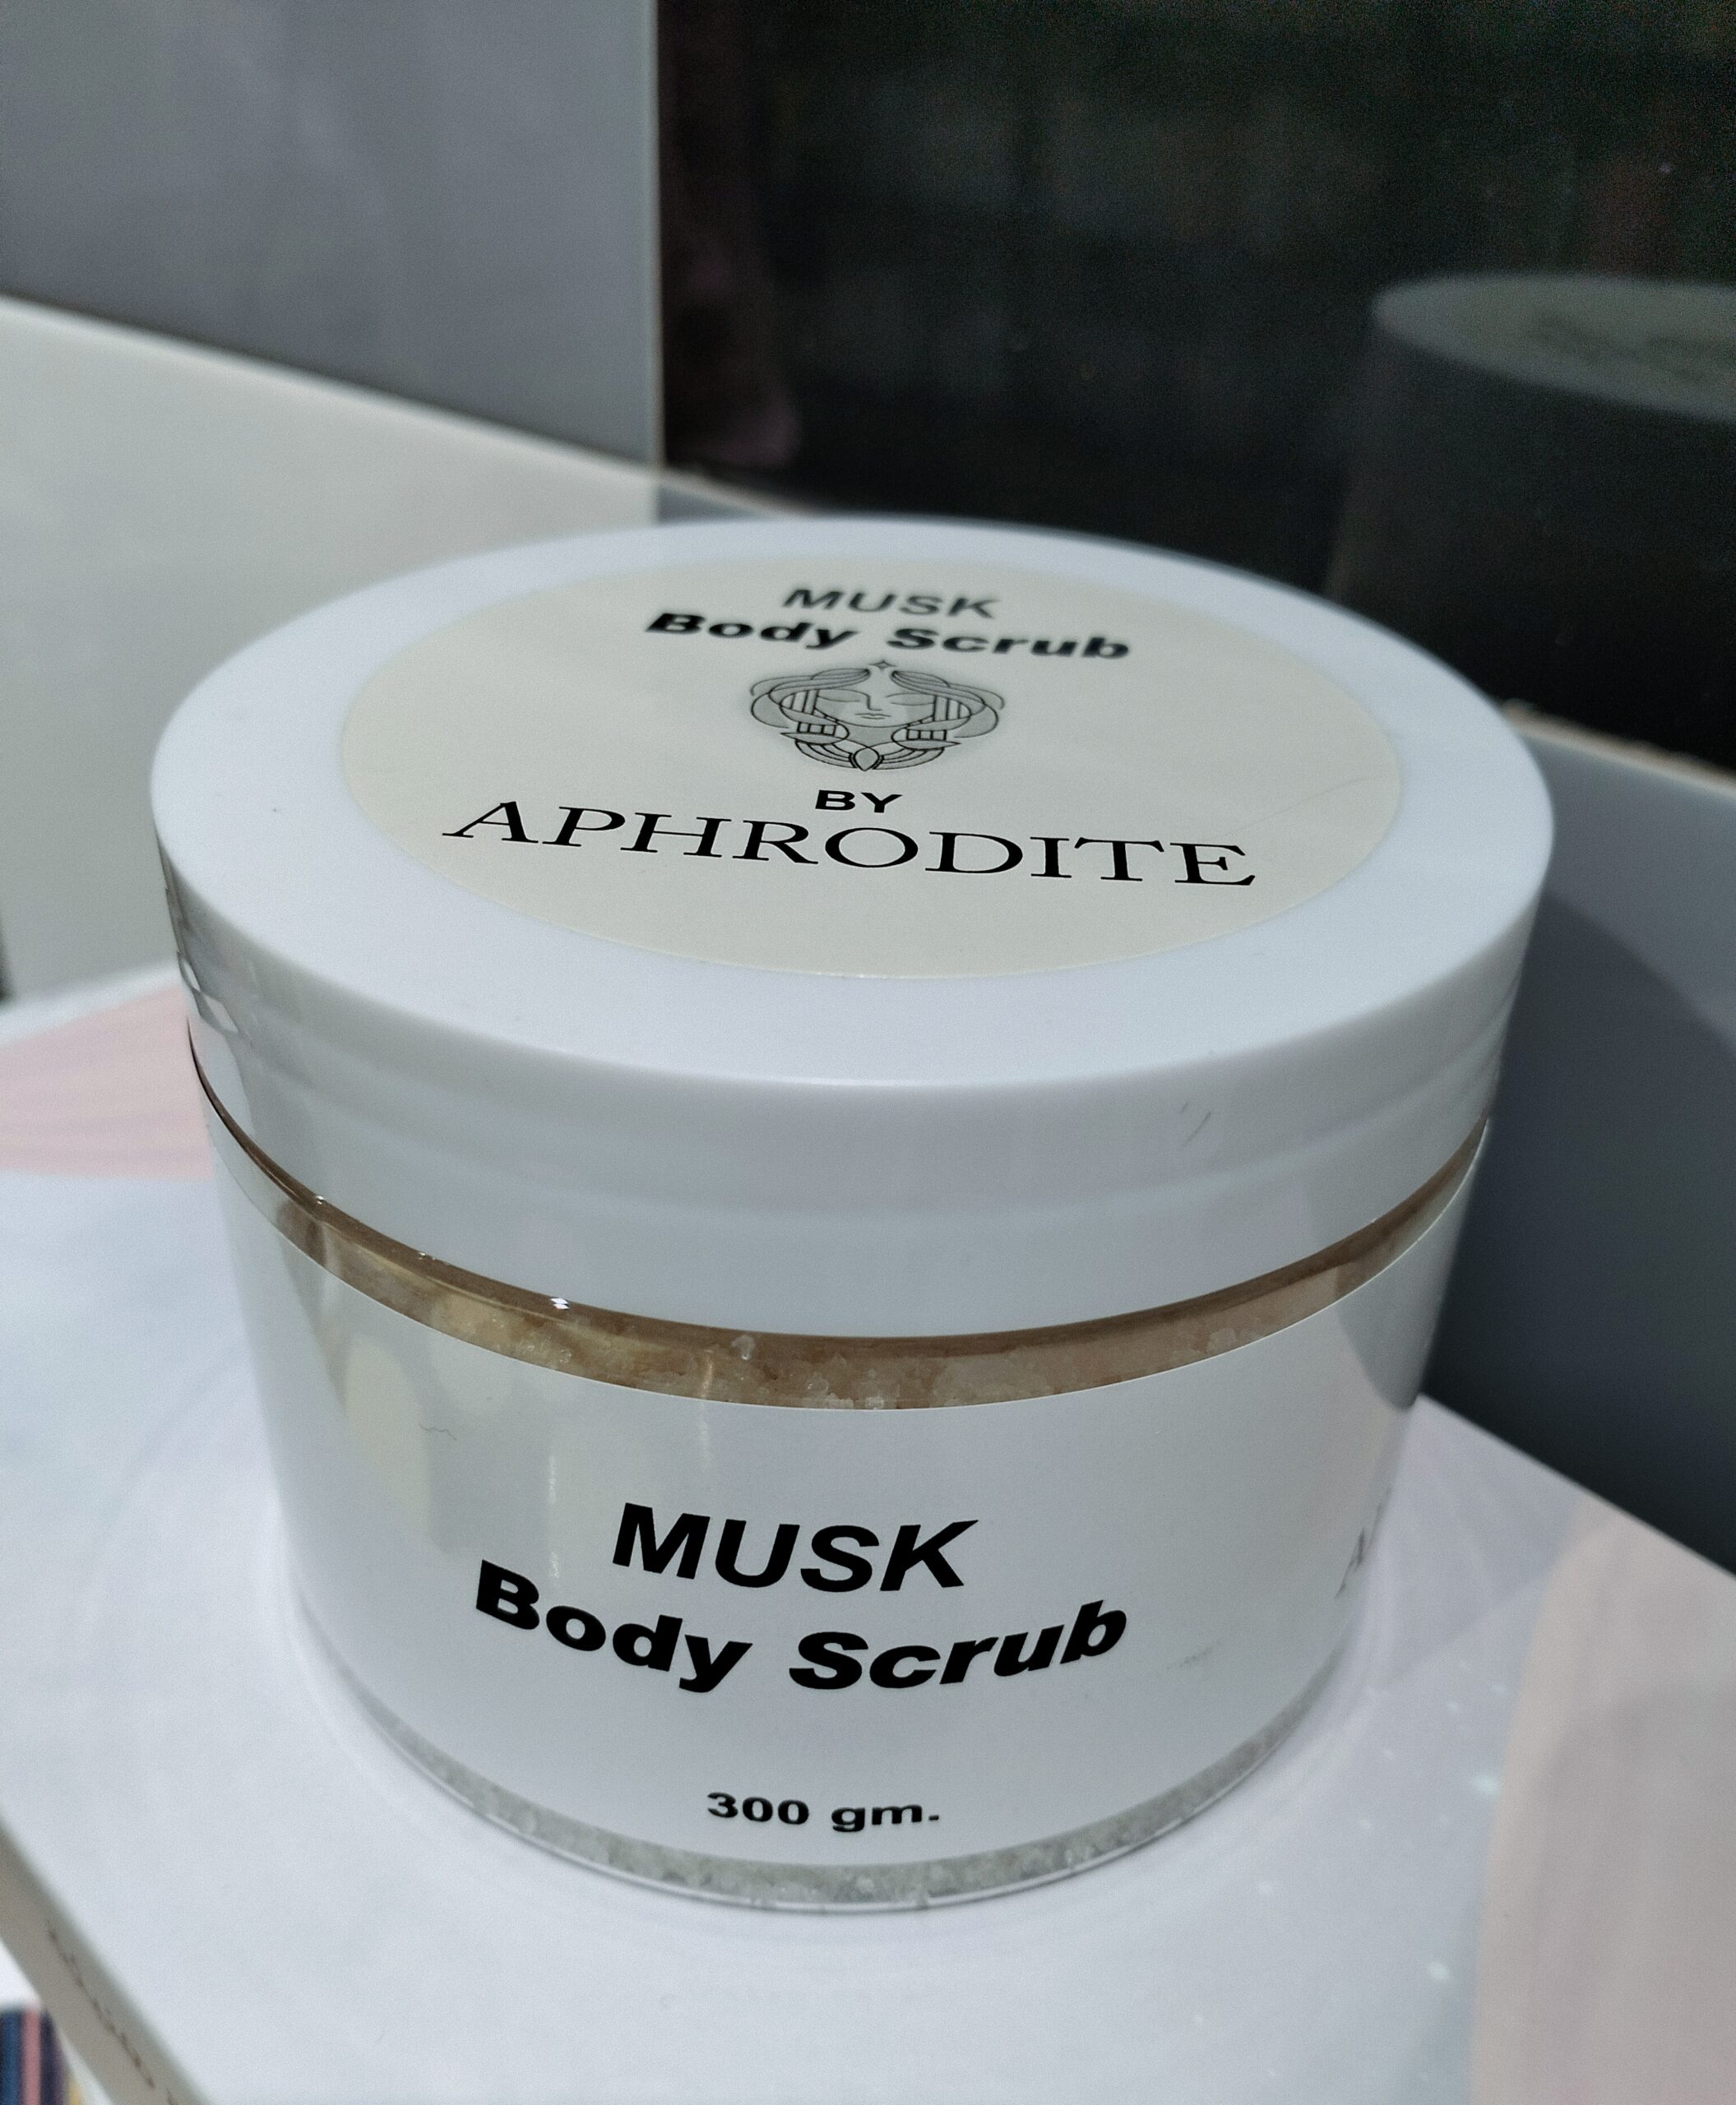 MUSK
Body Scrub
BY
APHRODITE
MUSK
Body Scrub
300 gm.